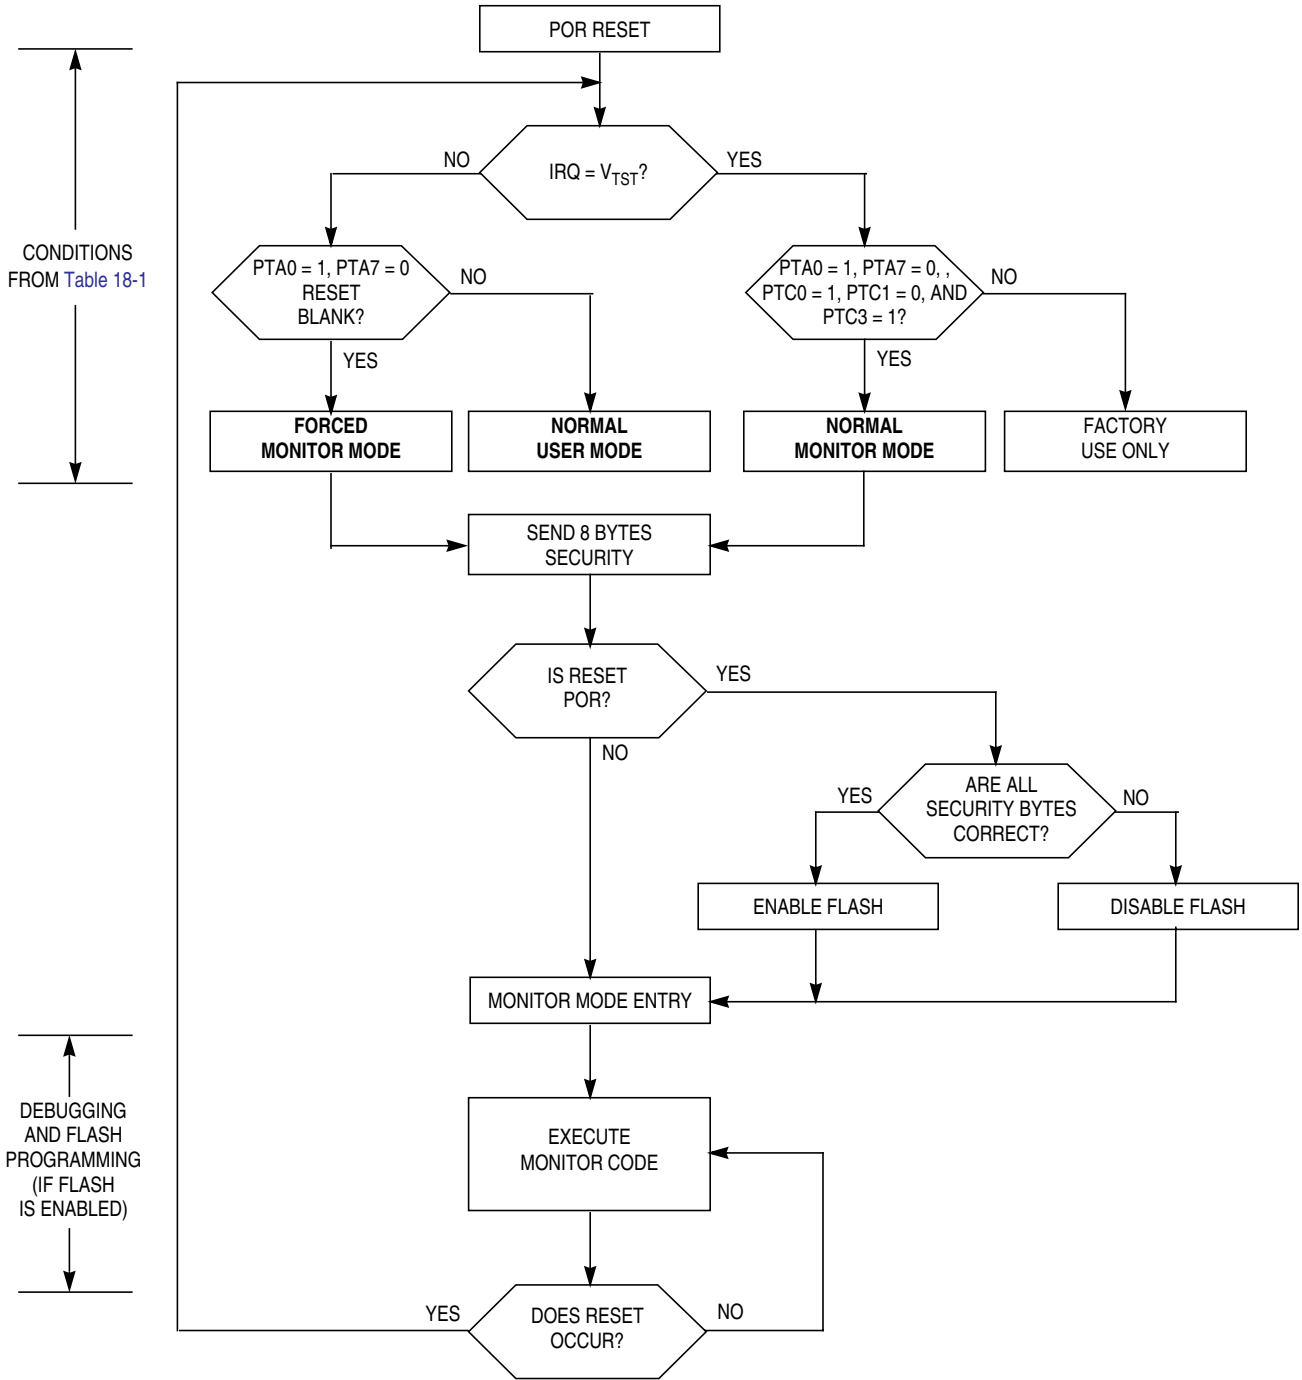 POR RESET
NO
IRQ = VTST?
YES
CONDITIONS
FROM Table 18-1
PTA0 = 1, PTA7 = 0
RESET
BLANK?
NO
YES
PTA0 = 1, PTA7 = 0, ,
PTC0 = 1, PTC1 = 0, AND
PTC3 = 1?
NO
YES
FORCED
MONITOR MODE
NORMAL
USER MODE
NORMAL
MONITOR MODE
FACTORY
USE ONLY
SEND 8 BYTES
SECURITY
IS RESET
POR?
YES
NO
YES
ARE ALL
SECURITY BYTES
CORRECT?
NO
ENABLE FLASH
DISABLE FLASH
MONITOR MODE ENTRY
DEBUGGING
AND FLASH
PROGRAMMING
(IF FLASH
IS ENABLED)
EXECUTE
MONITOR CODE
YES
DOES RESET
OCCUR?
NO